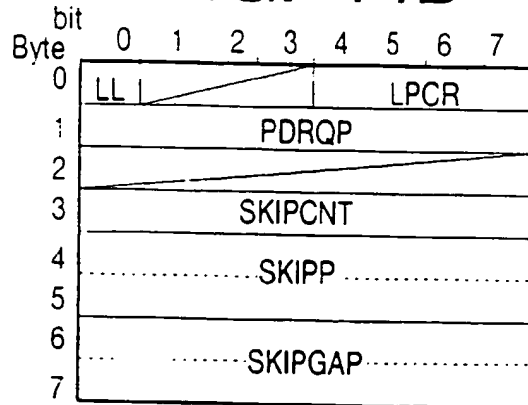 bit
Byte 0 1 2 3 4 5 6 7
0 LL LPCR
1 PDRQP
2
3 SKIPCNT
4 SKIPP
5
6 SKIPGAP
7